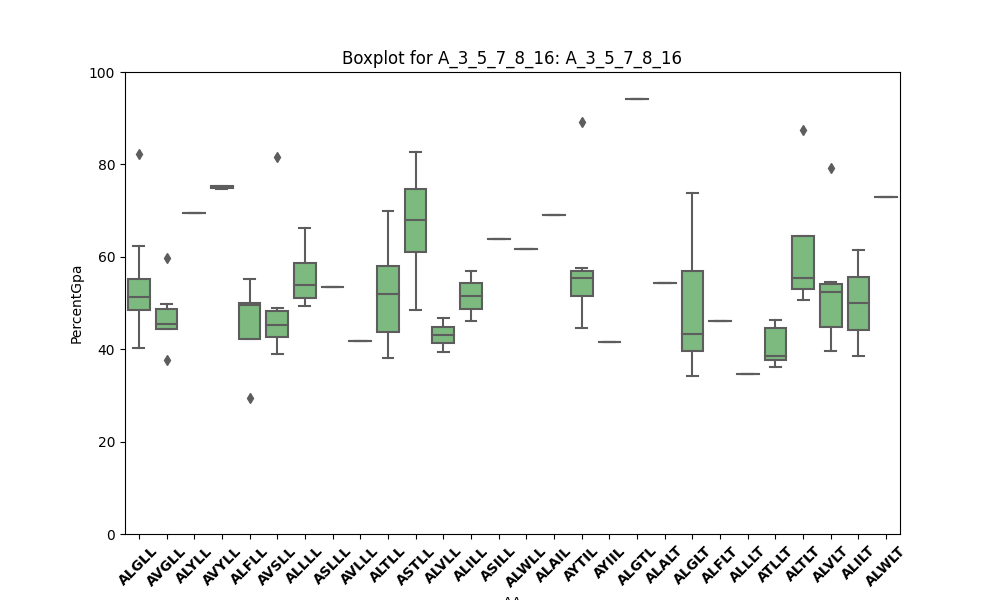 Boxplot for A_3_5_7_8_16: A_3_5_7_8_16
PercentGpa
100
80
60
40
20
0
ALGLL AVGLL ALYLL AVYLL ALFLL AVSLL ALLLL ASLLL AVLLL ALTLL ASTLL ALVLL ALILL ASILL ALWLL ALAIL AYTIL AYIIL ALGTL ALALT ALGLT ALFLT ALLLT ATLLT ALTLT ALVLT ALILT ALWLT
AA